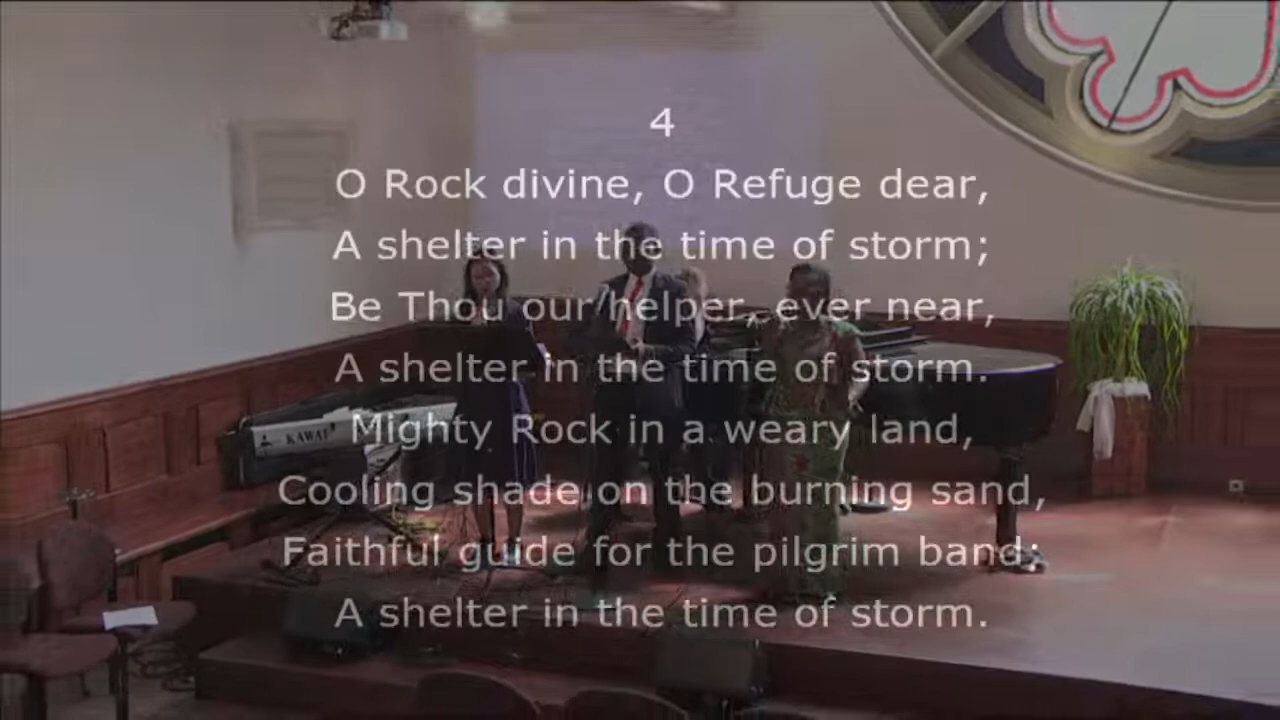 4
O Rock divine, O Refuge dear,
A shelter in the time of storm;
Be Thou our helper, ever near,
A shelter in the time of storm.
Mighty Rock in a weary land,
Cooling shade on the burning sand,
Faithful guide for the pilgrim band;
A shelter in the time of storm.
KAWAI